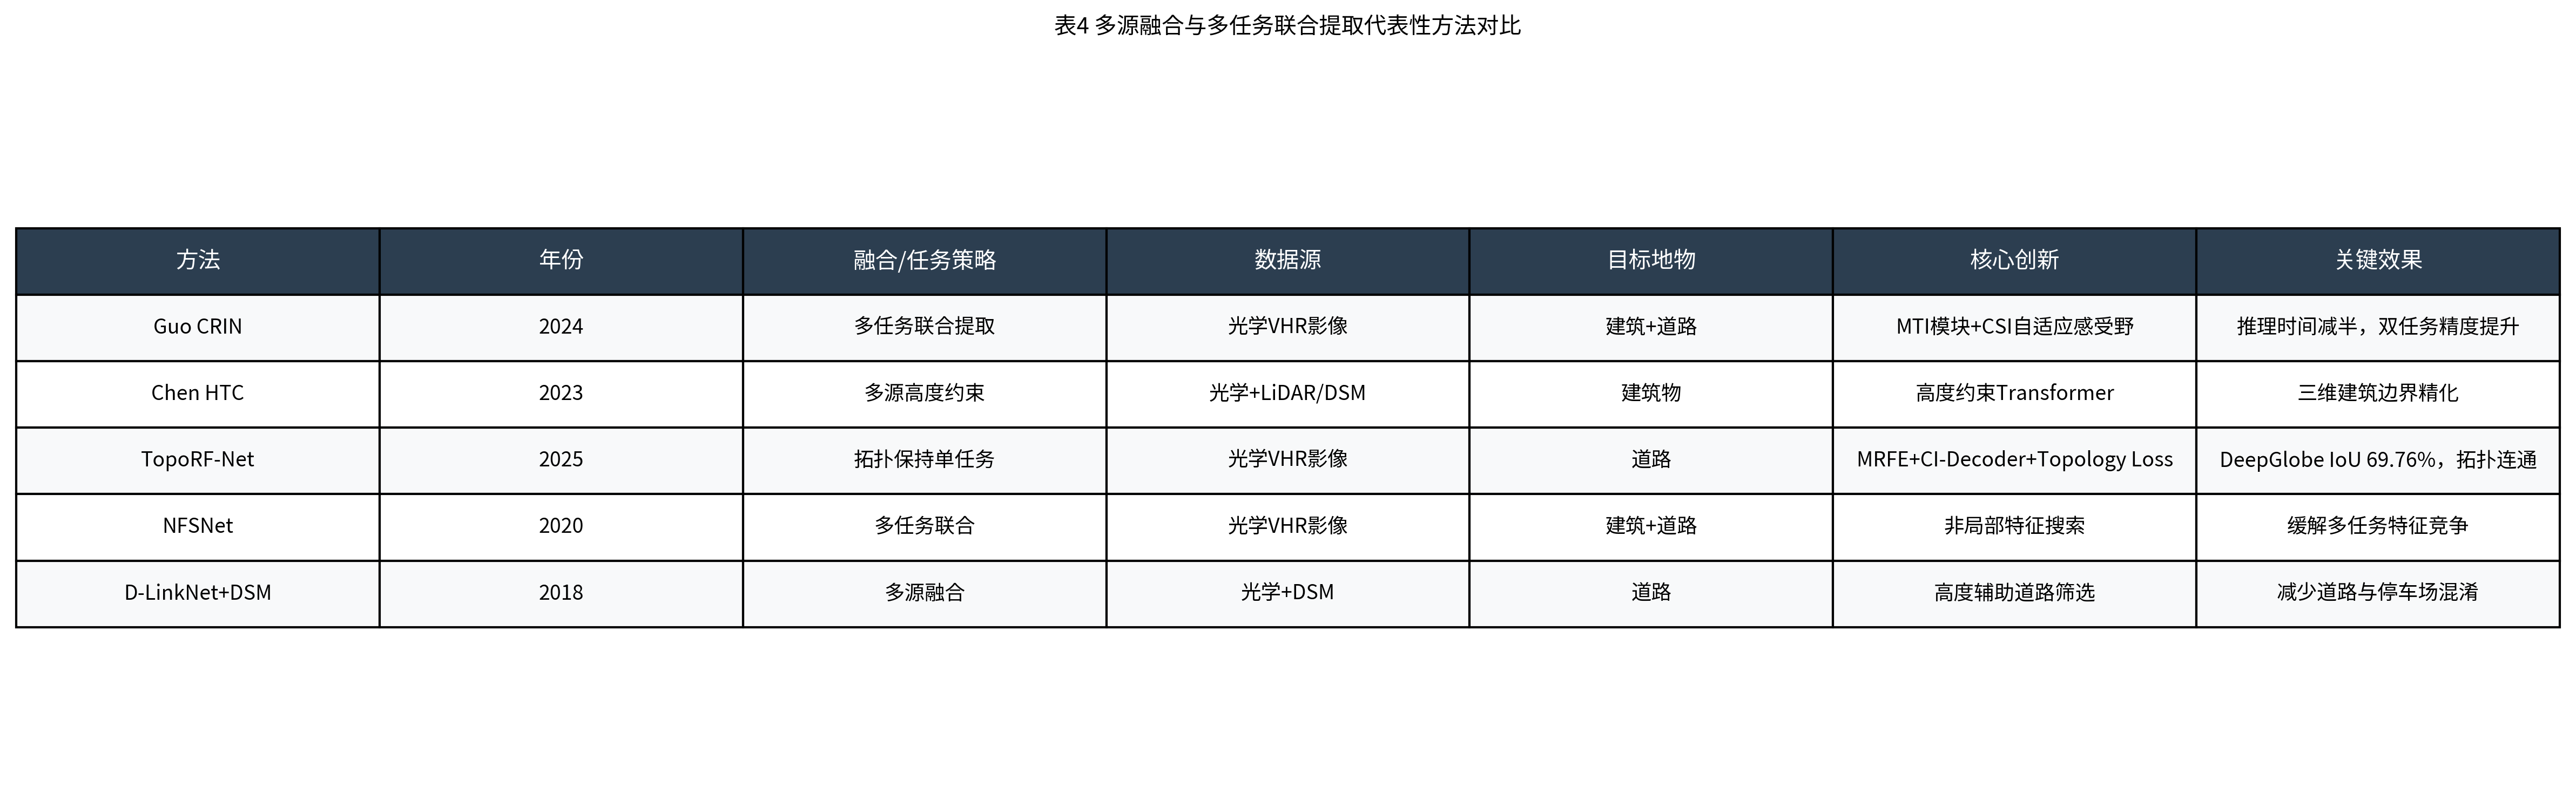 表4 多源融合与多任务联合提取代表性方法对比
方法 年份 融合/任务策略 数据源 目标地物 核心创新 关键效果
Guo CRIN 2024 多任务联合提取 光学VHR影像 建筑+道路 MTI模块+CSI自适应感受野 推理时间减半，双任务精度提升
Chen HTC 2023 多源高度约束 光学+LiDAR/DSM 建筑物 高度约束Transformer 三维建筑边界精化
TopoRF-Net 2025 拓扑保持单任务 光学VHR影像 道路 MRFE+CI-Decoder+Topology Loss DeepGlobe IoU 69.76%，拓扑连通
NFSNet 2020 多任务联合 光学VHR影像 建筑+道路 非局部特征搜索 缓解多任务特征竞争
D-LinkNet+DSM 2018 多源融合 光学+DSM 道路 高度辅助道路筛选 减少道路与停车场混淆